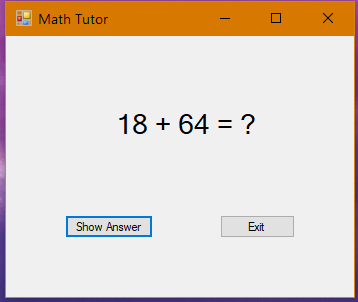 Math Tutor
18 + 64 = ?
Show Answer
Exit